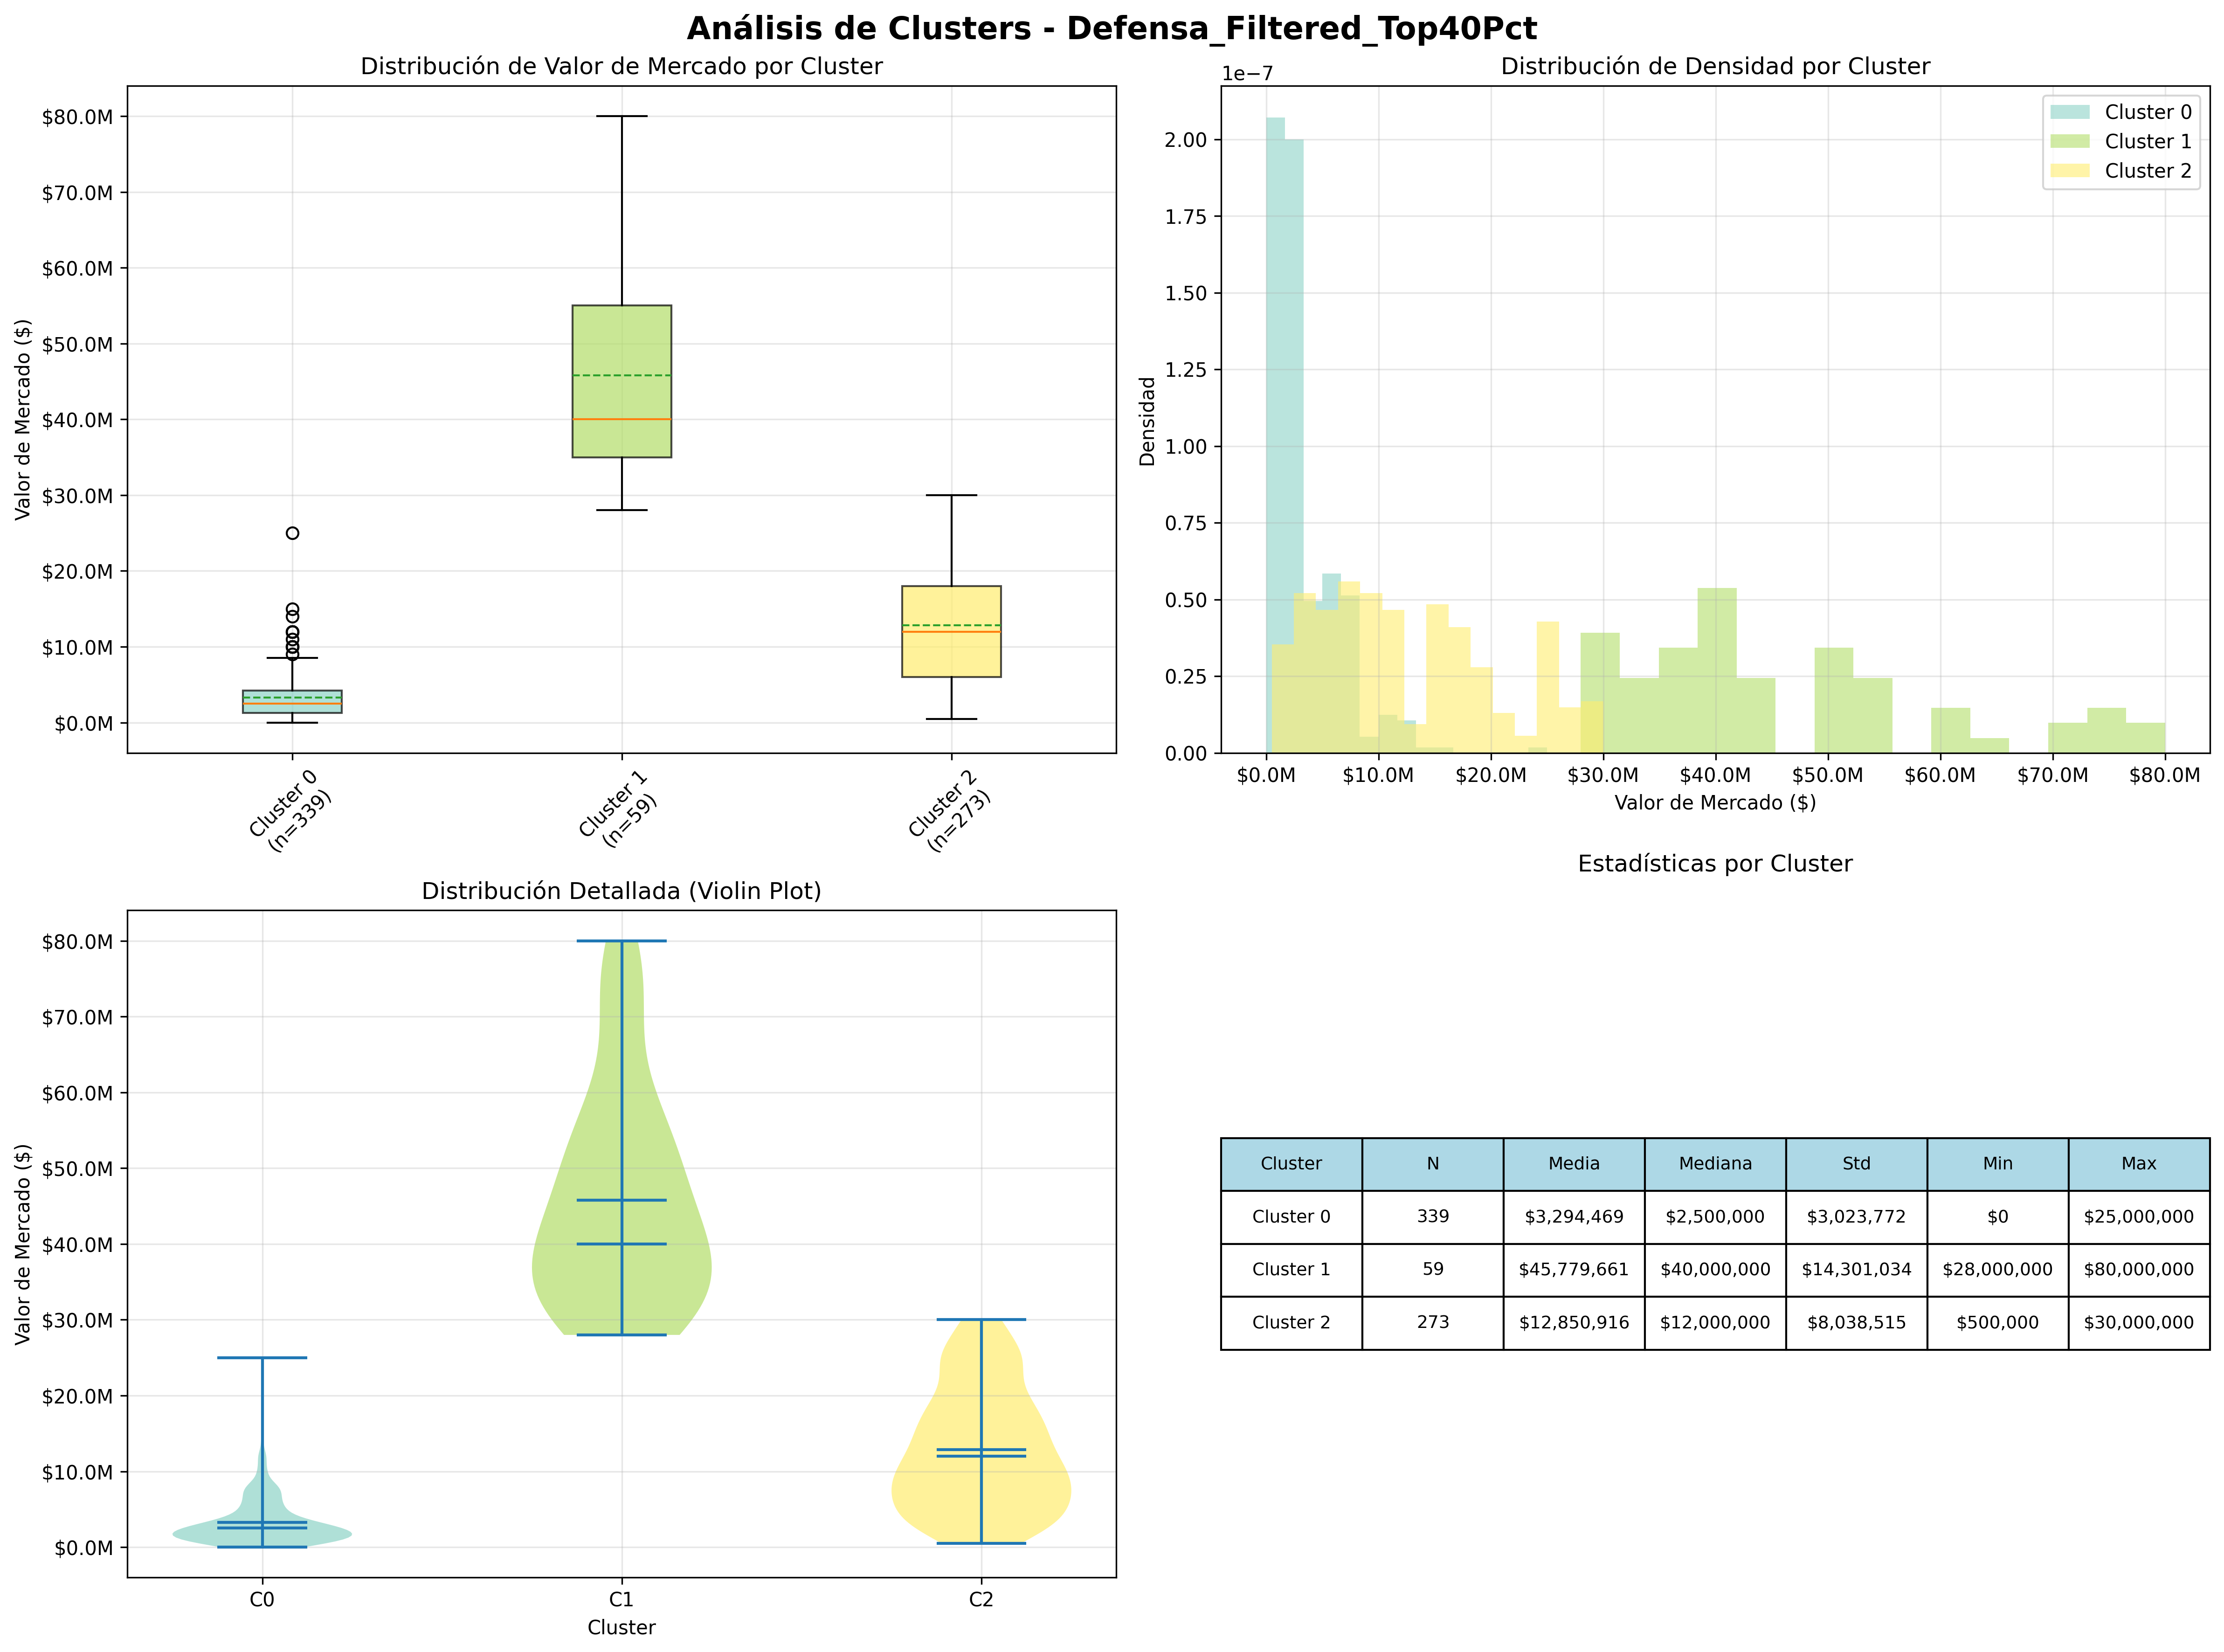 Análisis de Clusters - Defensa_Filtered_Top40Pct
Distribución de Valor de Mercado por Cluster
Valor de Mercado ($)
$80.0M
$70.0M
$60.0M
$50.0M
$40.0M
$30.0M
$20.0M
$10.0M
$0.0M
Cluster 0
(n=339)
Cluster 1
(n=59)
Cluster 2
(n=273)
Distribución de Densidad por Cluster
1e−7
Densidad
2.00
1.75
1.50
1.25
1.00
0.75
0.50
0.25
0.00
Cluster 0
Cluster 1
Cluster 2
$0.0M $10.0M $20.0M $30.0M $40.0M $50.0M $60.0M $70.0M $80.0M
Valor de Mercado ($)
Distribución Detallada (Violin Plot)
Valor de Mercado ($)
$80.0M
$70.0M
$60.0M
$50.0M
$40.0M
$30.0M
$20.0M
$10.0M
$0.0M
C0 C1 C2
Cluster
Estadísticas por Cluster
Cluster N Media Mediana Std Min Max
Cluster 0 339 $3,294,469 $2,500,000 $3,023,772 $0 $25,000,000
Cluster 1 59 $45,779,661 $40,000,000 $14,301,034 $28,000,000 $80,000,000
Cluster 2 273 $12,850,916 $12,000,000 $8,038,515 $500,000 $30,000,000